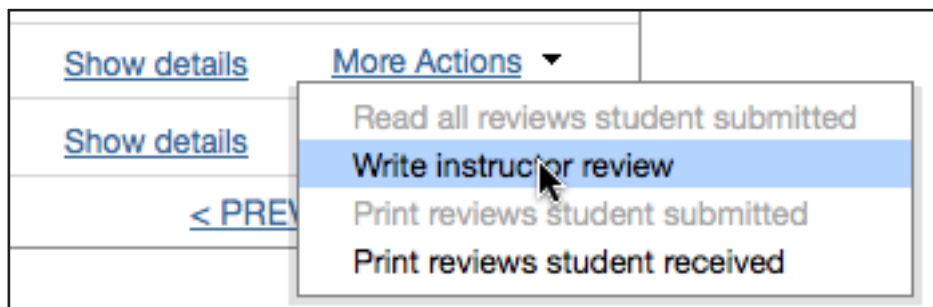 Show details More Actions
Read all reviews student submitted
Show details
Write instructor review
< PREV
Print reviews student submitted
Print reviews student received